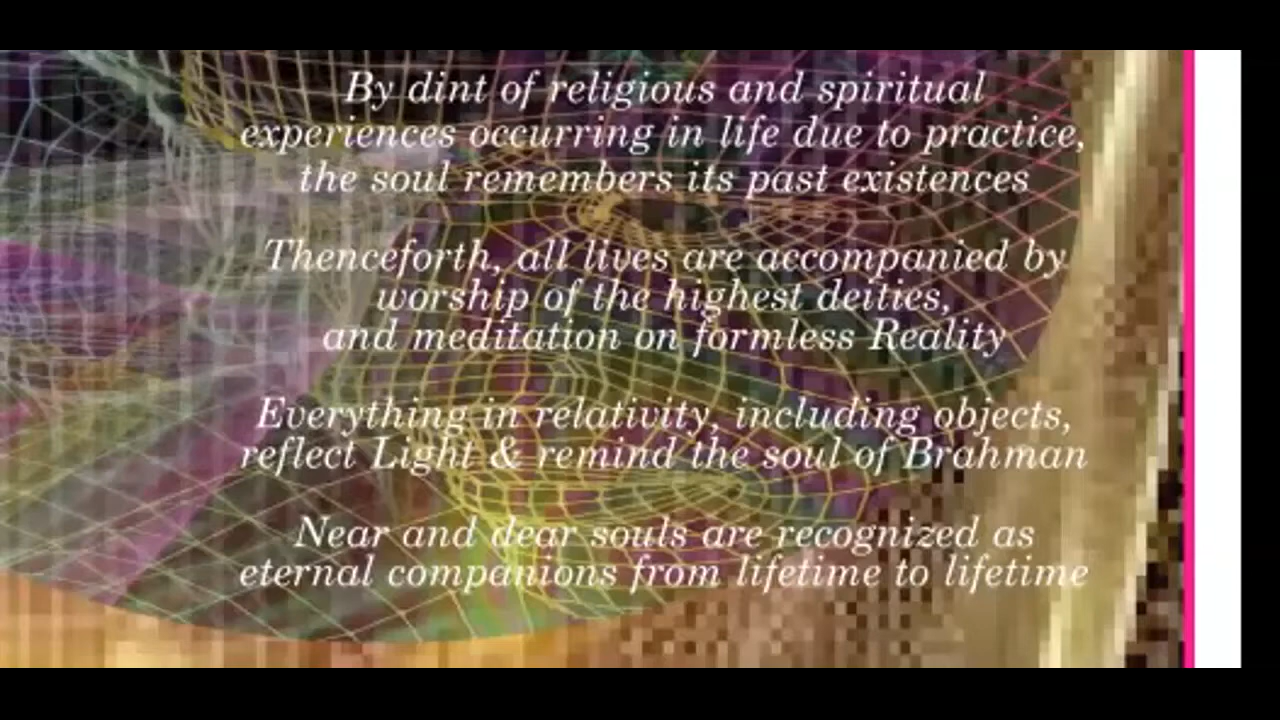 By dint of religious and spiritual
experiences occurring in life due to practice,
the soul remembers its past existences
Thenceforth, all lives are accompanied by
worship of the highest deities,
and meditation on formless Reality
Everything in relativity, including objects,
reflect Light & remind the soul of Brahman
Near and dear souls are recognized as
eternal companions from lifetime to lifetime